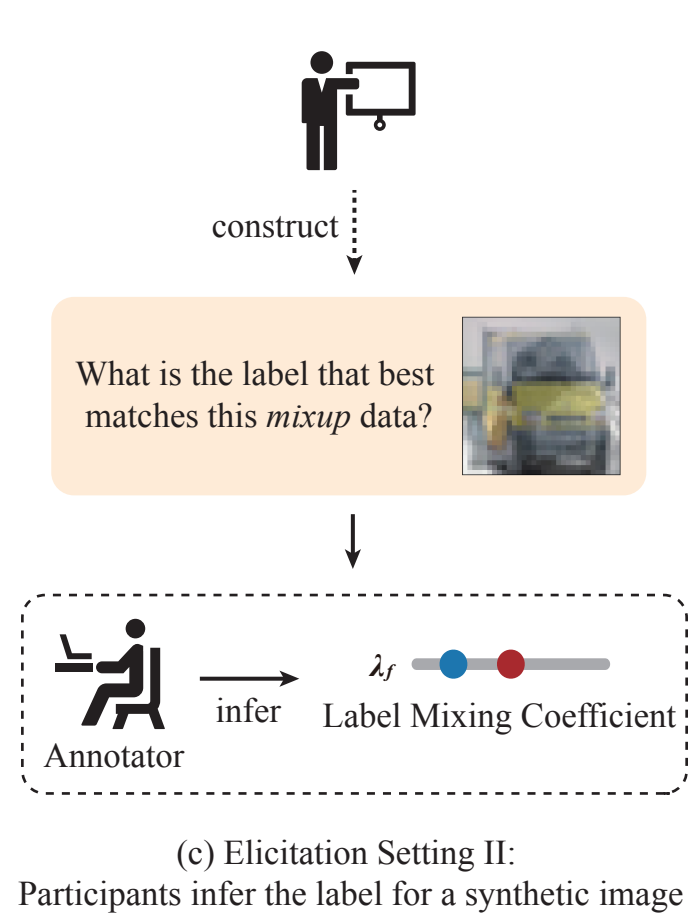 construct
What is the label that best
matches this mixup data?
λf
infer
Label Mixing Coefficient
Annotator
(c) Elicitation Setting II:
Participants infer the label for a synthetic image